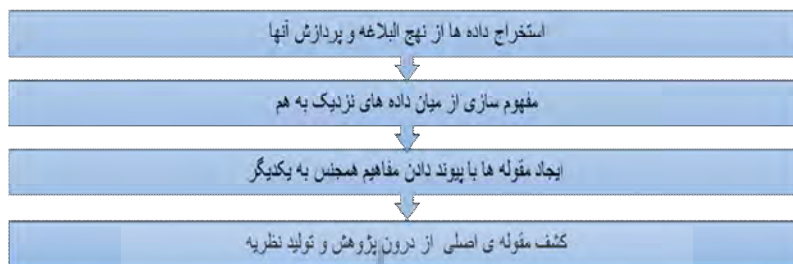 استخراج داده ها از نهج البلاغه و پردازش آنها
مفهوم سازی از میان داده های نزدیک به هم
ایجاد مقوله ها با پیوند دادن مفاهیم همجنس به یکدیگر
کشف مقوله ی اصلی از درون پژوهش و تولید نظریه